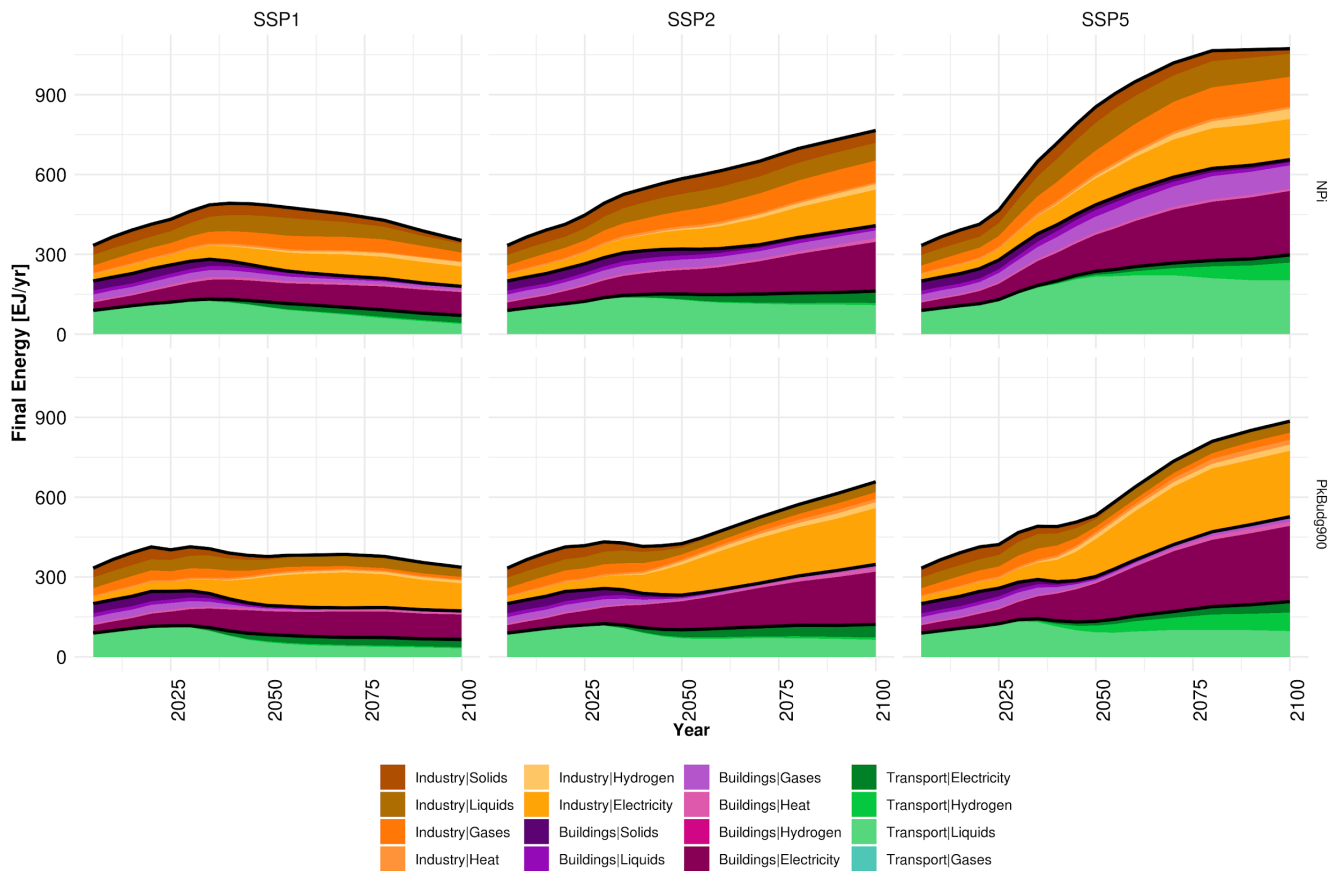 SSP1 SSP2 SSP5
900
600
300
0
NPi
Final Energy [EJ/yr]
900
600
300
0
PkBudg900
2025 2050 2075 2100 2025 2050 2075 2100 2025 2050 2075 2100
Year
Industry|Solids Industry|Hydrogen Buildings|Gases Transport|Electricity
Industry|Liquids Industry|Electricity Buildings|Heat Transport|Hydrogen
Industry|Gases Buildings|Solids Buildings|Hydrogen Transport|Liquids
Industry|Heat Buildings|Liquids Buildings|Electricity Transport|Gases